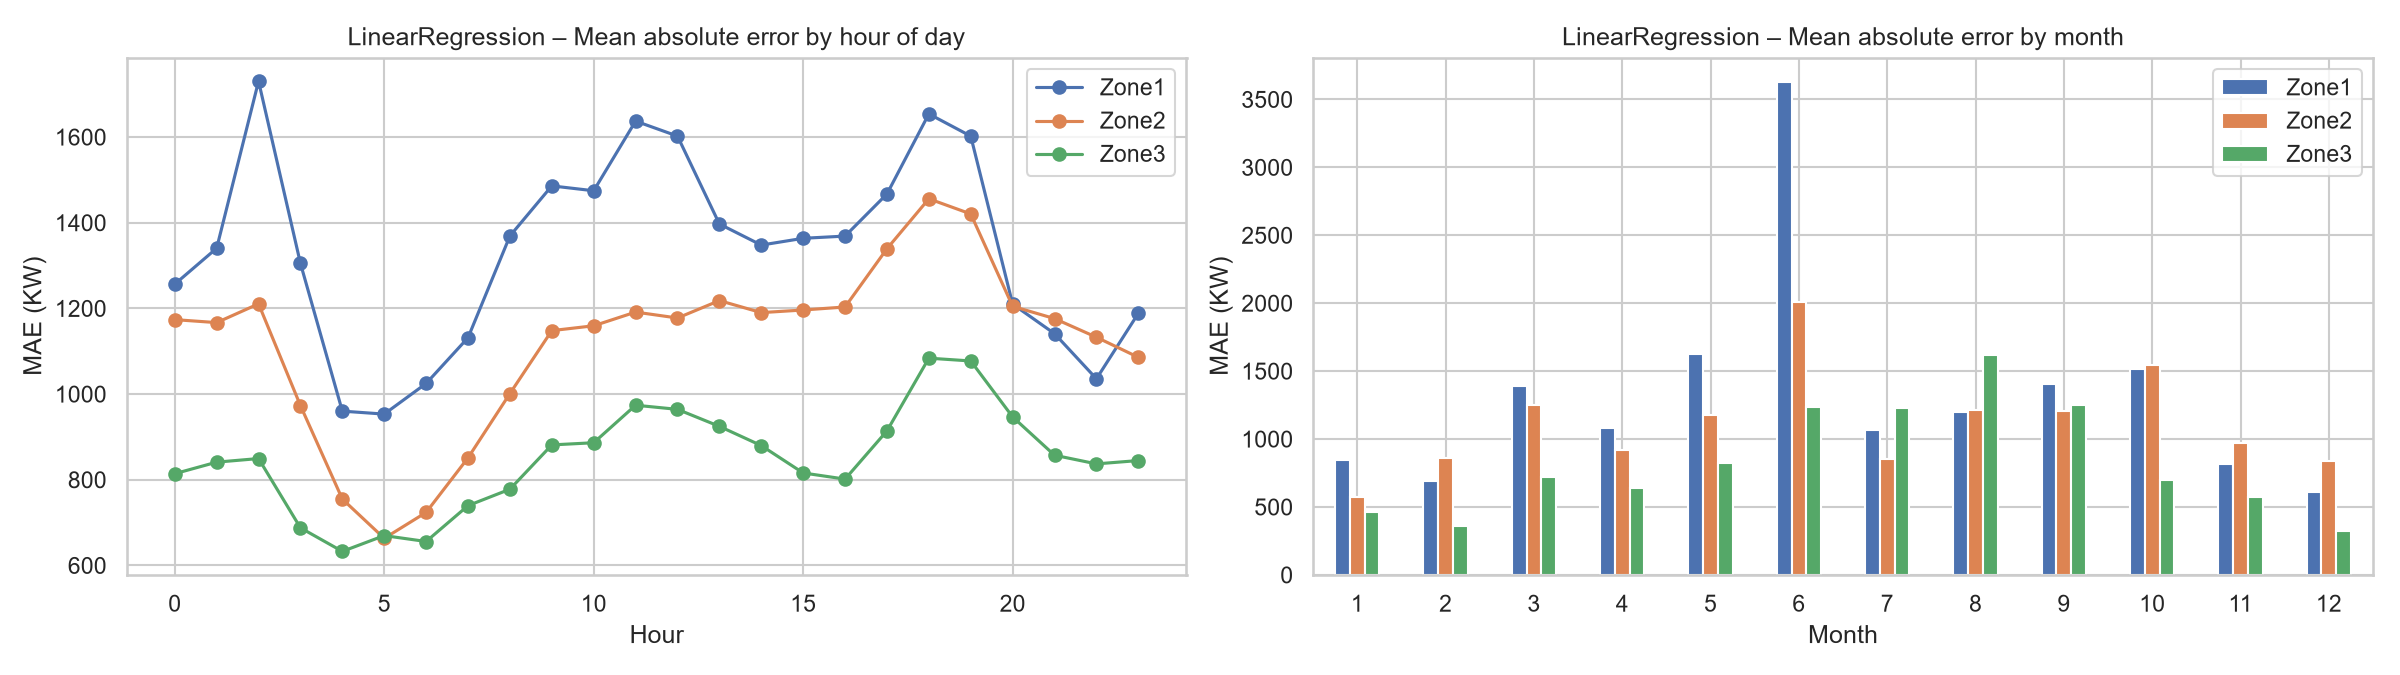 LinearRegression – Mean absolute error by hour of day
MAE (KW)
1600
1400
1200
1000
800
600
0 5 10 15 20
Hour
Zone1
Zone2
Zone3
LinearRegression – Mean absolute error by month
MAE (KW)
3500
3000
2500
2000
1500
1000
500
0
1 2 3 4 5 6 7 8 9 10 11 12
Month
Zone1
Zone2
Zone3